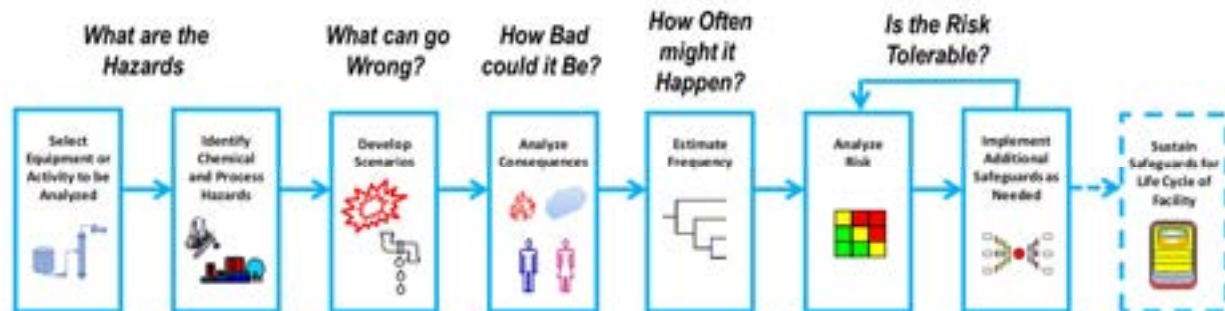 What are the
Hazards
What can go
Wrong?
How Bad
could it Be?
How Often
might it
Happen?
Is the Risk
Tolerable?
Select
Equipment or
Activity to be
Analyzed
Identify
Chemical
and Process
Hazards
Develop
Scenarios
Analyze
Consequences
Estimate
Frequency
Analyze
Risk
Implement
Additional
Safeguards as
Needed
Sustain
Safeguards for
Life Cycle of
Facility